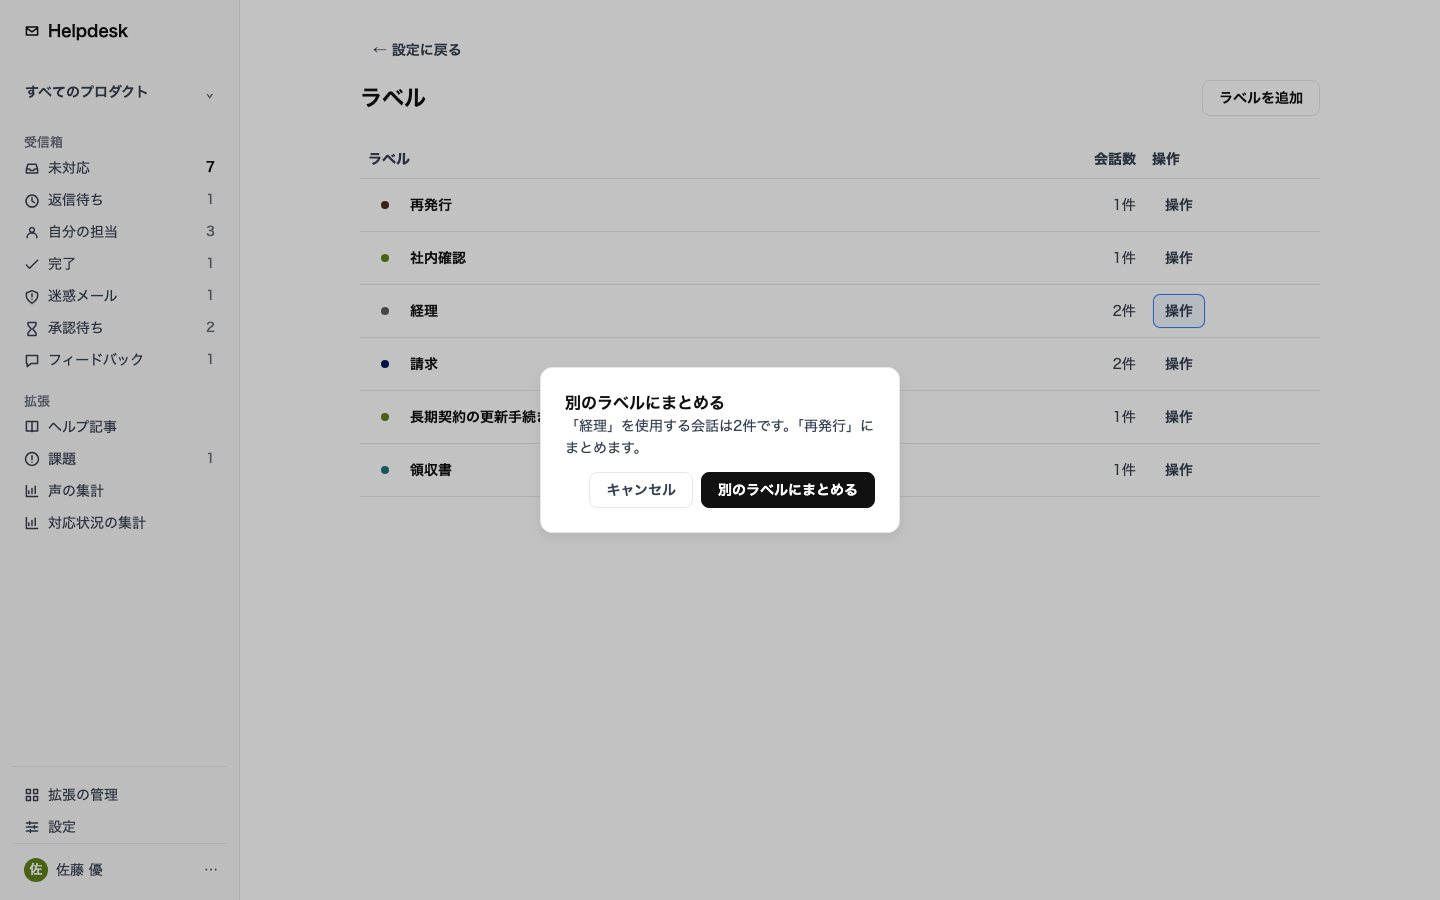 Helpdesk
すべてのプロダクト
受信箱
未対応 7
返信待ち 1
自分の担当 3
完了 1
迷惑メール 1
承認待ち 2
フィードバック 1
拡張
ヘルプ記事
課題 1
声の集計
対応状況の集計
拡張の管理
設定
佐 佐藤 優 …
← 設定に戻る
ラベル
ラベルを追加
ラベル 会話数 操作
再発行 1件 操作
社内確認 1件 操作
経理 2件 操作
請求 2件 操作
長期契約の更新手続 1件 操作
領収書 1件 操作
別のラベルにまとめる
「経理」を使用する会話は2件です。「再発行」に
まとめます。
キャンセル 別のラベルにまとめる